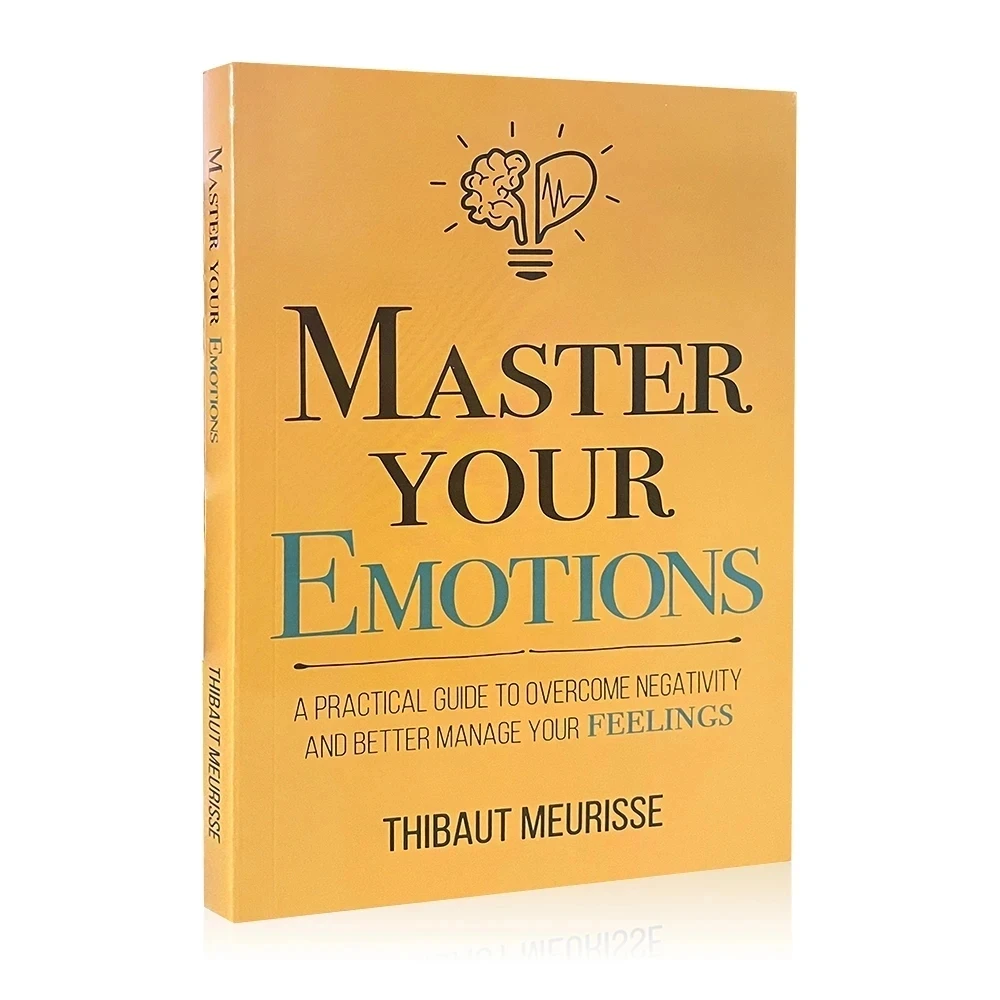 MASTER YOUR EMOTIONS
THIBAUT MEURISSE
MASTER
YOUR
EMOTIONS
A PRACTICAL GUIDE TO OVERCOME NEGATIVITY
AND BETTER MANAGE YOUR FEELINGS
THIBAUT MEURISSE